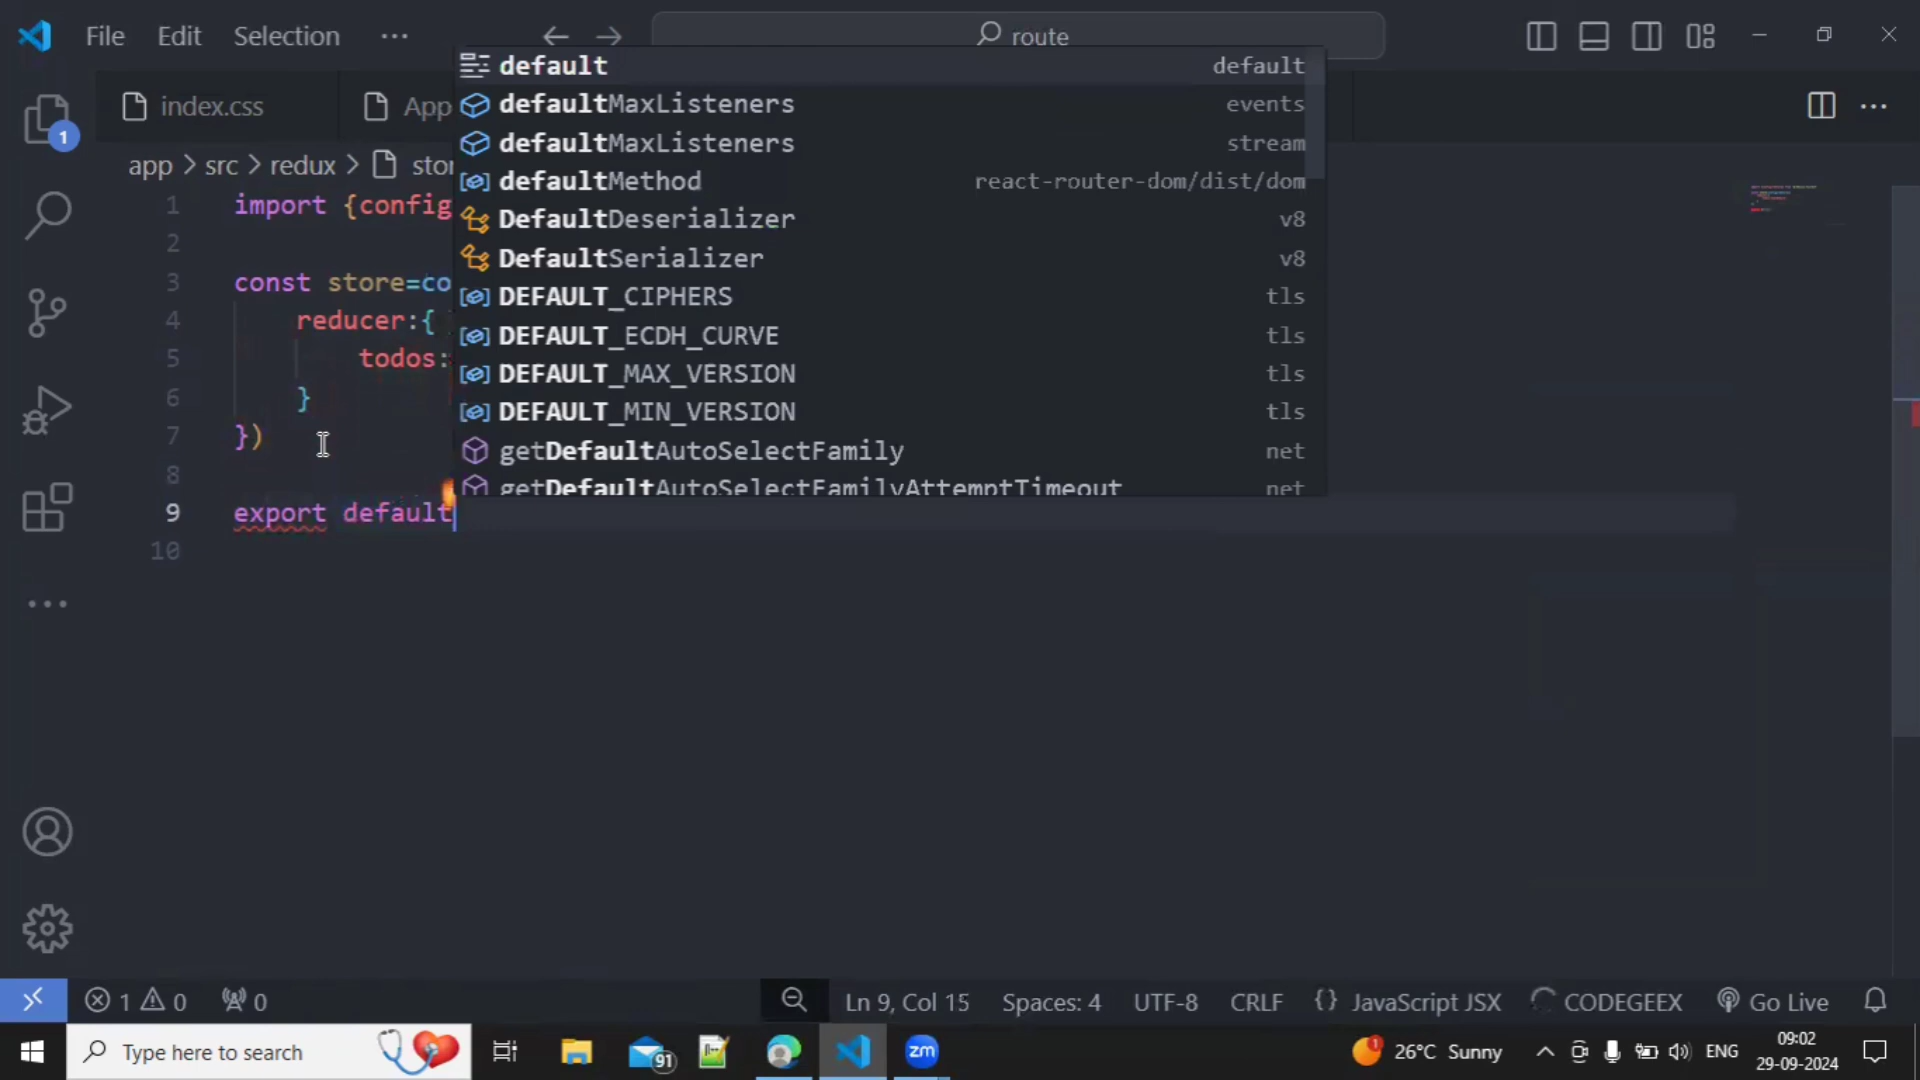 File Edit Selection ··· route
index.css App
app > src > redux > sto
1 import {config
2
3 const store=co
4 reducer:{
5 todos:
6 }
7 })
8
9 export default
10
default default
defaultMaxListeners events
defaultMaxListeners stream
defaultMethod react-router-dom/dist/dom
DefaultDeserializer v8
DefaultSerializer v8
DEFAULT_CIPHERS tls
DEFAULT_ECDH_CURVE tls
DEFAULT_MAX_VERSION tls
DEFAULT_MIN_VERSION tls
getDefaultAutoSelectFamily net
getDefaultAutoSelectFamilyAttemptTimeout net
1
1 0 0 Ln 9, Col 15 Spaces: 4 UTF-8 CRLF {} JavaScript JSX CODEGEEX Go Live
Type here to search 91 zm 1 26°C Sunny ENG 09:02
29-09-2024